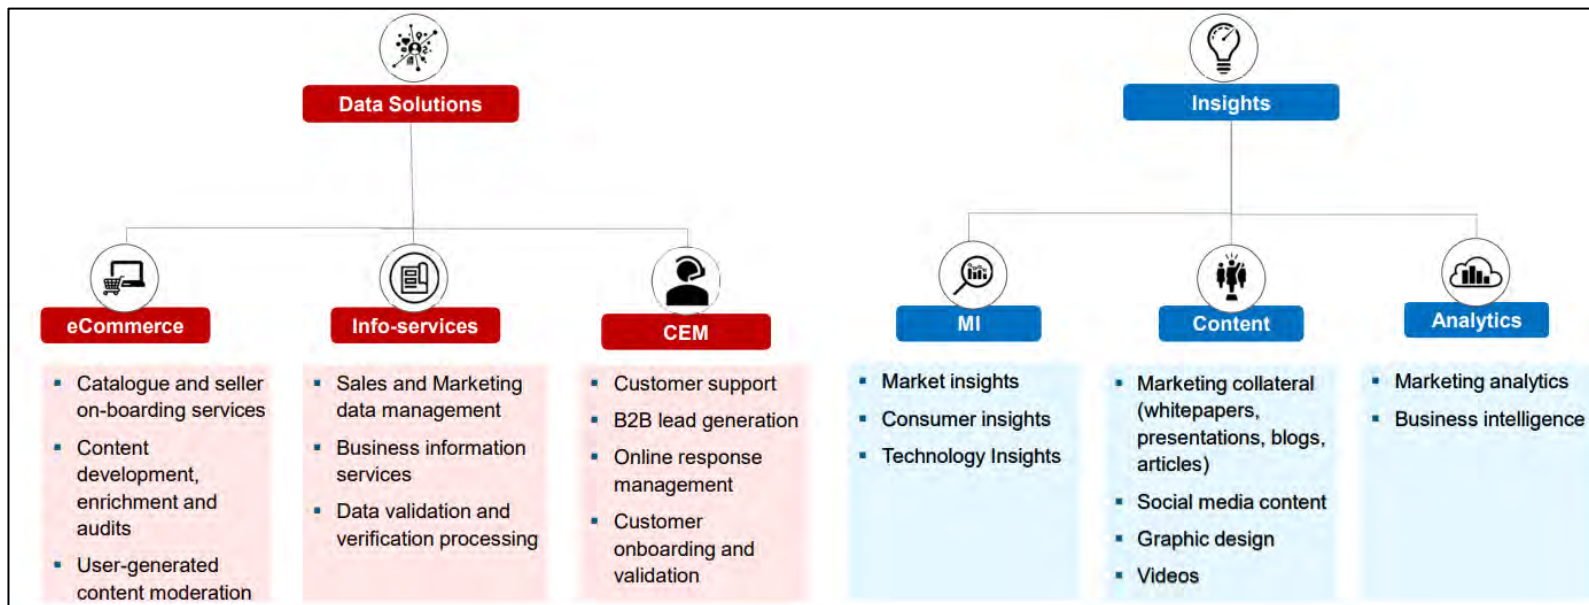 Data Solutions
Insights
eCommerce
Info-services
CEM
MI
Content
Analytics
▪ Catalogue and seller
on-boarding services
▪ Content
development,
enrichment and
audits
▪ User-generated
content moderation
▪ Sales and Marketing
data management
▪ Business information
services
▪ Data validation and
verification processing
▪ Customer support
▪ B2B lead generation
▪ Online response
management
▪ Customer
onboarding and
validation
▪ Market insights
▪ Consumer insights
▪ Technology Insights
▪ Marketing collateral
(whitepapers,
presentations, blogs,
articles)
▪ Social media content
▪ Graphic design
▪ Videos
▪ Marketing analytics
▪ Business intelligence